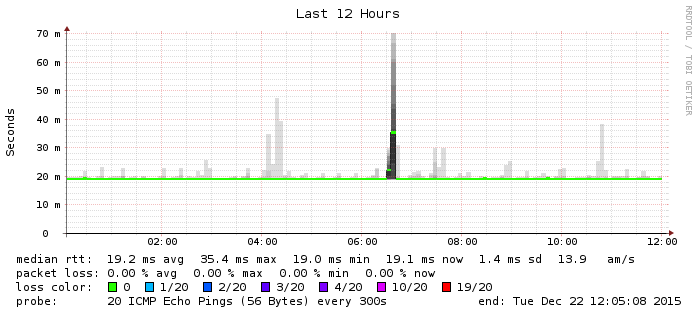 Last 12 Hours
RRDTOOL / TOBI OETIKER
Seconds
70 m
60 m
50 m
40 m
30 m
20 m
10 m
0
02:00 04:00 06:00 08:00 10:00 12:00
median rtt: 19.2 ms avg 35.4 ms max 19.0 ms min 19.1 ms now 1.4 ms sd 13.9 am/s
packet loss: 0.00 % avg 0.00 % max 0.00 % min 0.00 % now
loss color: 0 1/20 2/20 3/20 4/20 10/20 19/20
probe: 20 ICMP Echo Pings (56 Bytes) every 300s end: Tue Dec 22 12:05:08 2015